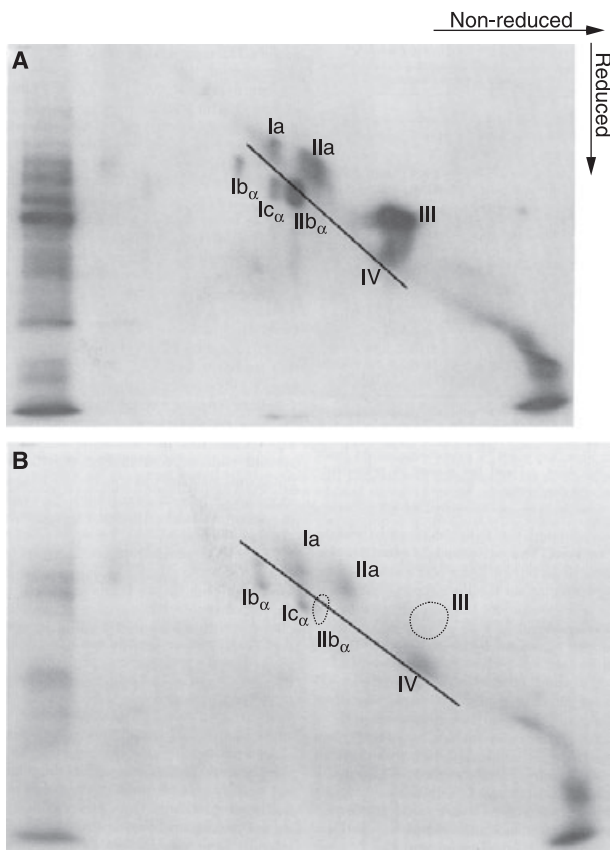 Non-reduced
Reduced
A
Ia
IIa
Ibα
Icα
IIbα
III
IV
B
Ia
IIa
Ibα
Icα
IIbα
III
IV